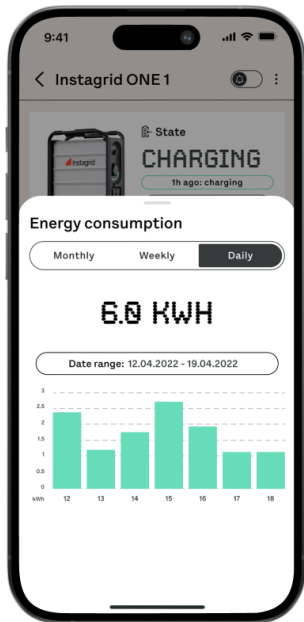 9:41
Instagrid ONE 1
State
CHARGING
instagrid
1h ago: charging
Energy consumption
Monthly Weekly Daily
6.0 KWH
Date range: 12.04.2022 - 19.04.2022
3
2.5
2
1.5
1
0.5
0
kWh 12 13 14 15 16 17 18